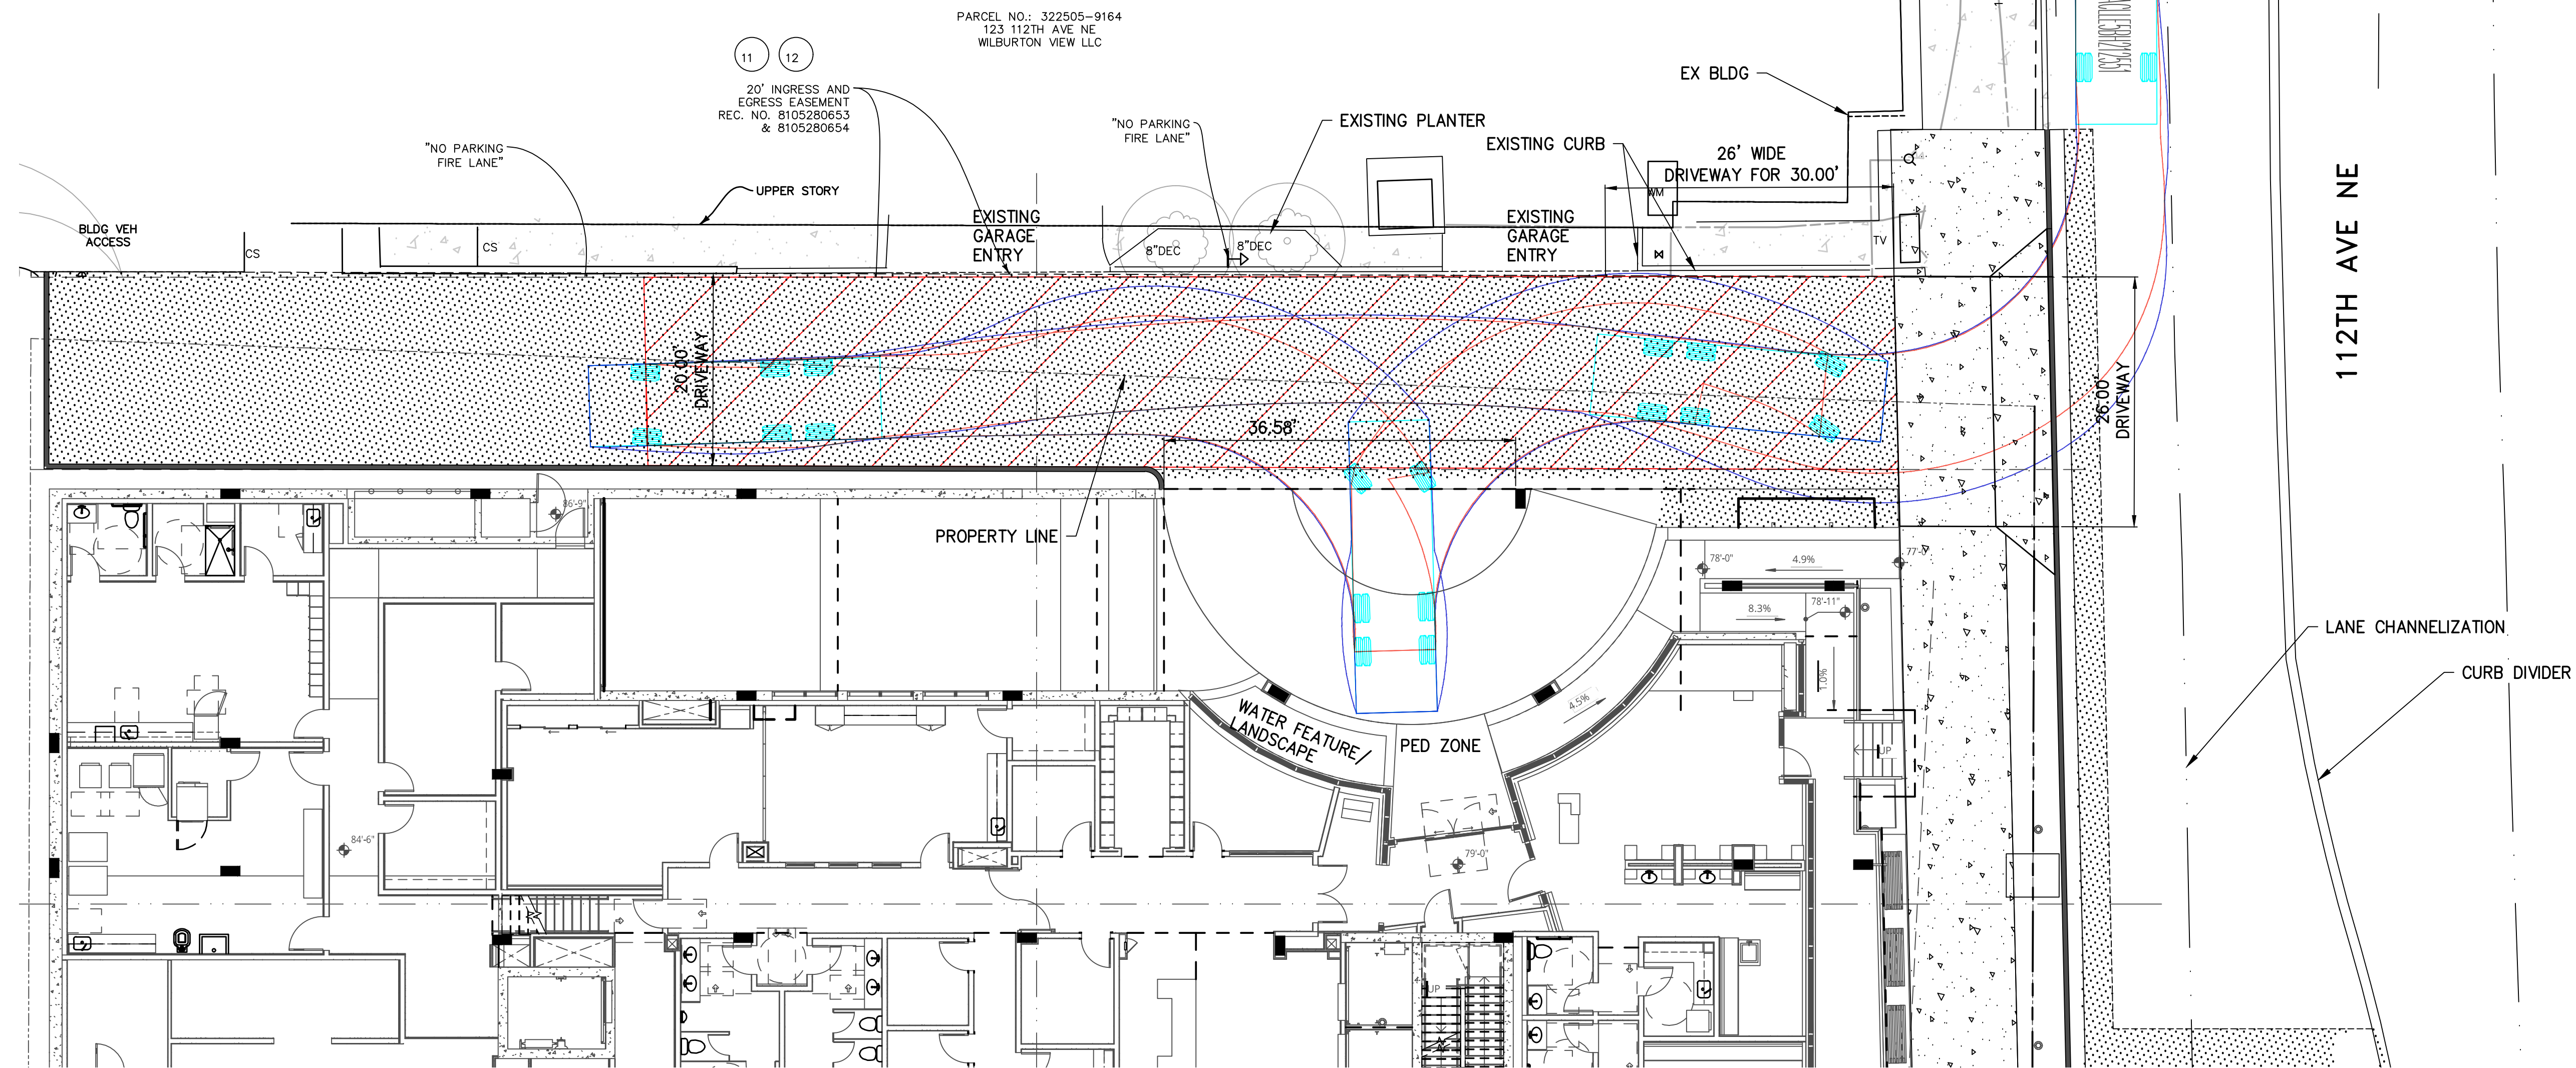 PARCEL NO.: 322505-9164
123 112TH AVE NE
WILBURTON VIEW LLC
11
12
20' INGRESS AND
EGRESS EASEMENT
REC. NO. 8105280653
& 8105280654
"NO PARKING
FIRE LANE"
"NO PARKING
FIRE LANE"
EXISTING PLANTER
EX BLDG
EXISTING CURB
26' WIDE
DRIVEWAY FOR 30.00'
WM
UPPER STORY
BLDG VEH
ACCESS
CS
CS
EXISTING
GARAGE
ENTRY
8"DEC
8"DEC
EXISTING
GARAGE
ENTRY
TV
112TH AVE NE
20.00'
DRIVEWAY
26.00
DRIVEWAY
36.58'
PROPERTY LINE
86'-9"
78'-0"
4.9%
77'-0"
8.3%
78'-11"
1.0%
4.5%
LANE CHANNELIZATION
CURB DIVIDER
WATER FEATURE/
LANDSCAPE
PED ZONE
UP
84'-6"
79'-0"
UP